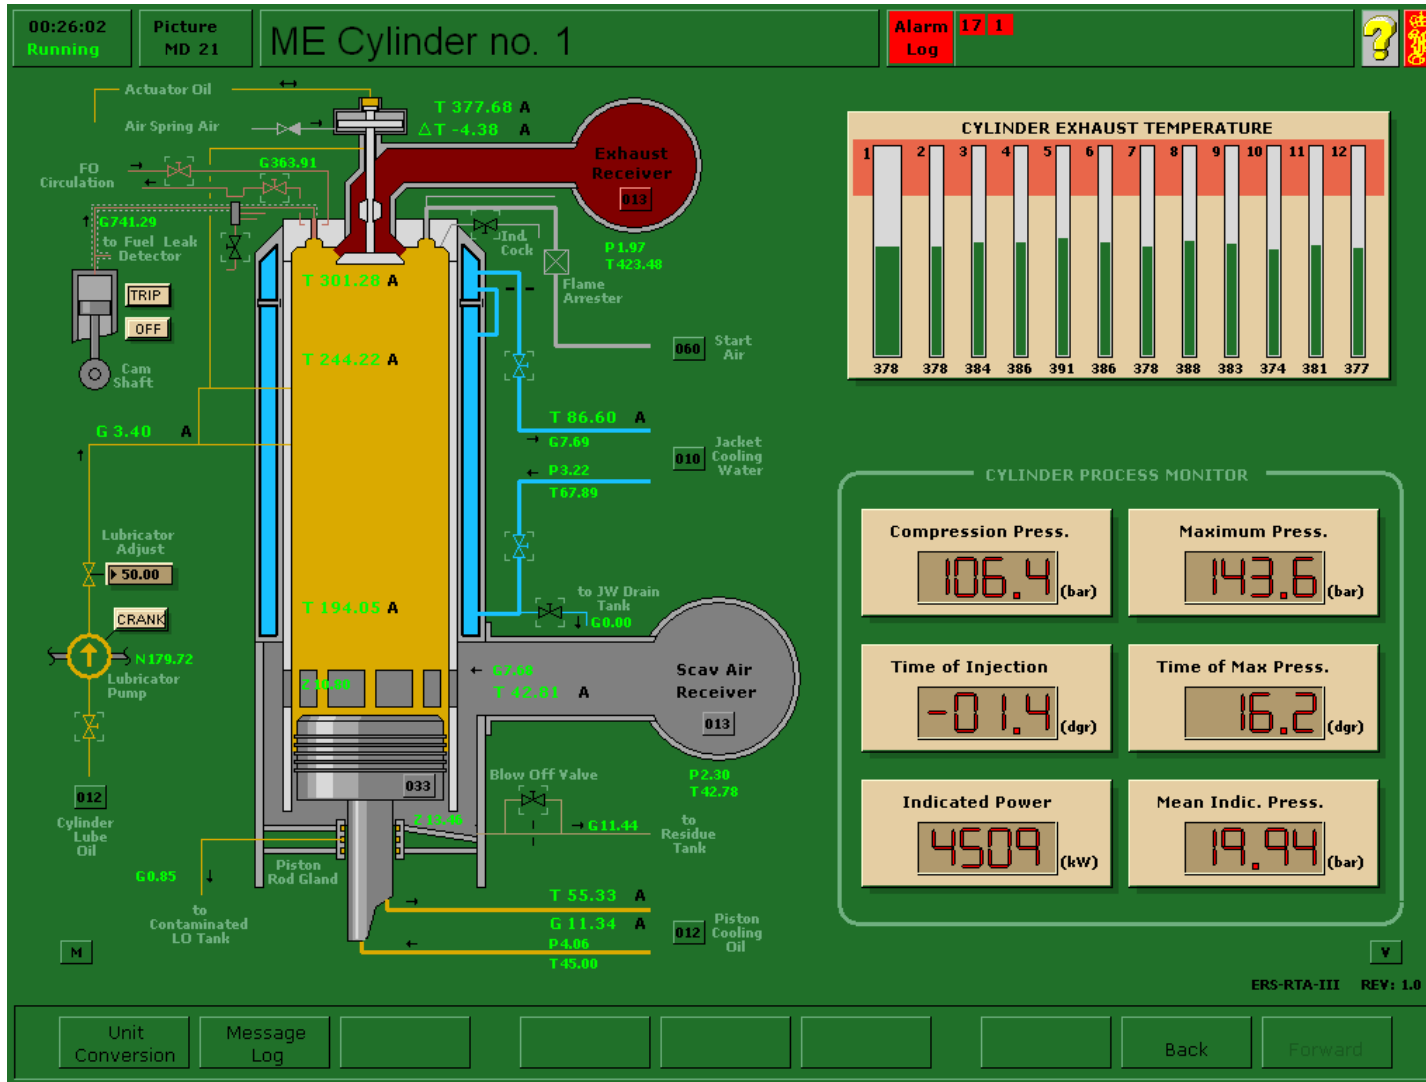 00:26:02
Running
Picture
MD 21
ME Cylinder no. 1
Alarm
Log
17 1
?
Actuator Oil
Air Spring Air
FO
Circulation
T 377.68 A
ΔT -4.38 A
G363.91
G741.29
to Fuel Leak
Detector
TRIP
OFF
Cam
Shaft
G 3.40 A
Lubricator
Adjust
50.00
CRANK
N179.72
Lubricator
Pump
012
Cylinder
Lube
Oil
G0.85
to
Contaminated
LO Tank
M
Exhaust
Receiver
013
P1.97
T423.48
Ind.
Cock
Flame
Arrester
T 301.28 A
T 244.22 A
T 194.05 A
060
Start
Air
T 86.60 A
G7.69
010
Jacket
Cooling
Water
P3.22
T67.89
to JW Drain
Tank
G0.00
G7.68
T 42.81 A
Scav Air
Receiver
013
P2.30
T42.78
033
Blow Off Valve
Z 13.46
G11.44
to
Residue
Tank
Piston
Rod Gland
T 55.33 A
G 11.34 A
P4.06
T45.00
012
Piston
Cooling
Oil
CYLINDER EXHAUST TEMPERATURE
1 2 3 4 5 6 7 8 9 10 11 12
378 378 384 386 391 386 378 388 383 374 381 377
CYLINDER PROCESS MONITOR
Compression Press.
106.4 (bar)
Maximum Press.
143.6 (bar)
Time of Injection
-01.4 (dgr)
Time of Max Press.
16.2 (dgr)
Indicated Power
4509 (kW)
Mean Indic. Press.
19.94 (bar)
V
ERS-RTA-III REV: 1.0
Unit
Conversion
Message
Log
Back
Forward